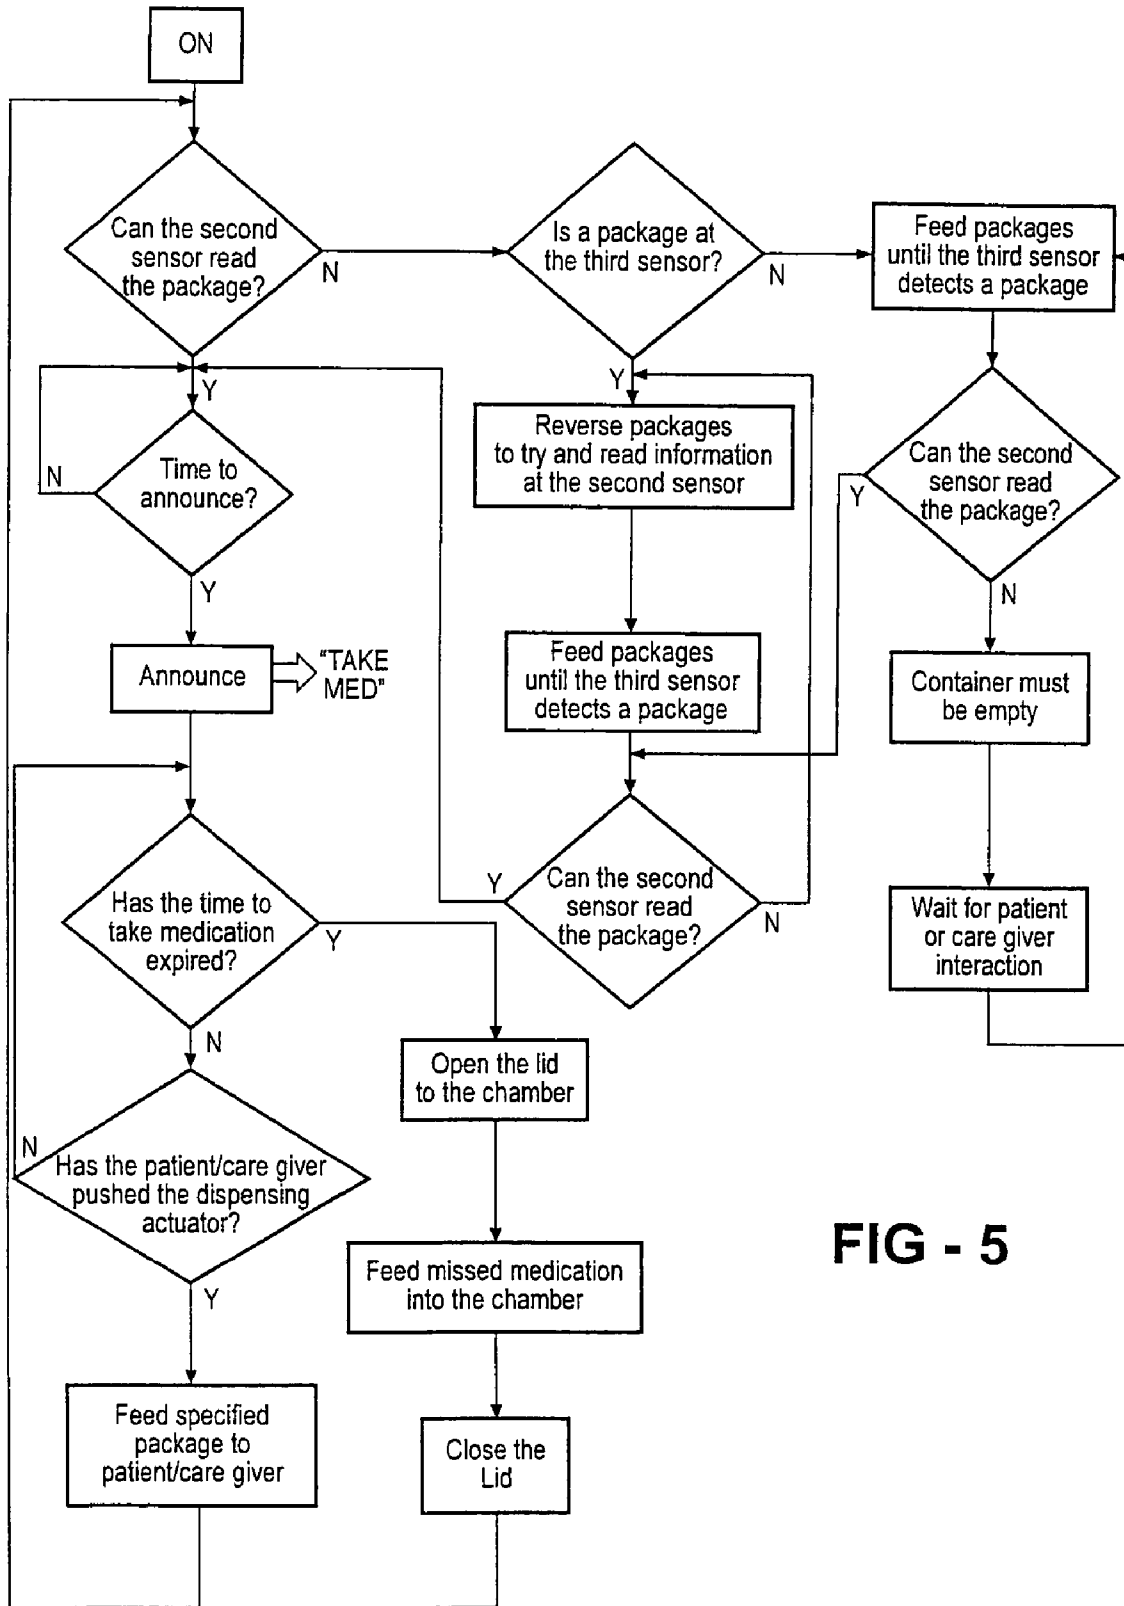 ON
Can the second
sensor read
the package?
N
Y
Is a package at
the third sensor?
N
Y
Feed packages
until the third sensor
detects a package
Time to
announce?
N
Y
Reverse packages
to try and read information
at the second sensor
Can the second
sensor read
the package?
Y
N
Announce
"TAKE
MED"
Feed packages
until the third sensor
detects a package
Container must
be empty
Has the time to
take medication
expired?
Y
N
Can the second
sensor read
the package?
Y
N
Wait for patient
or care giver
interaction
Open the lid
to the chamber
Has the patient/care giver
pushed the dispensing
actuator?
N
Y
Feed missed medication
into the chamber
FIG - 5
Feed specified
package to
patient/care giver
Close the
Lid